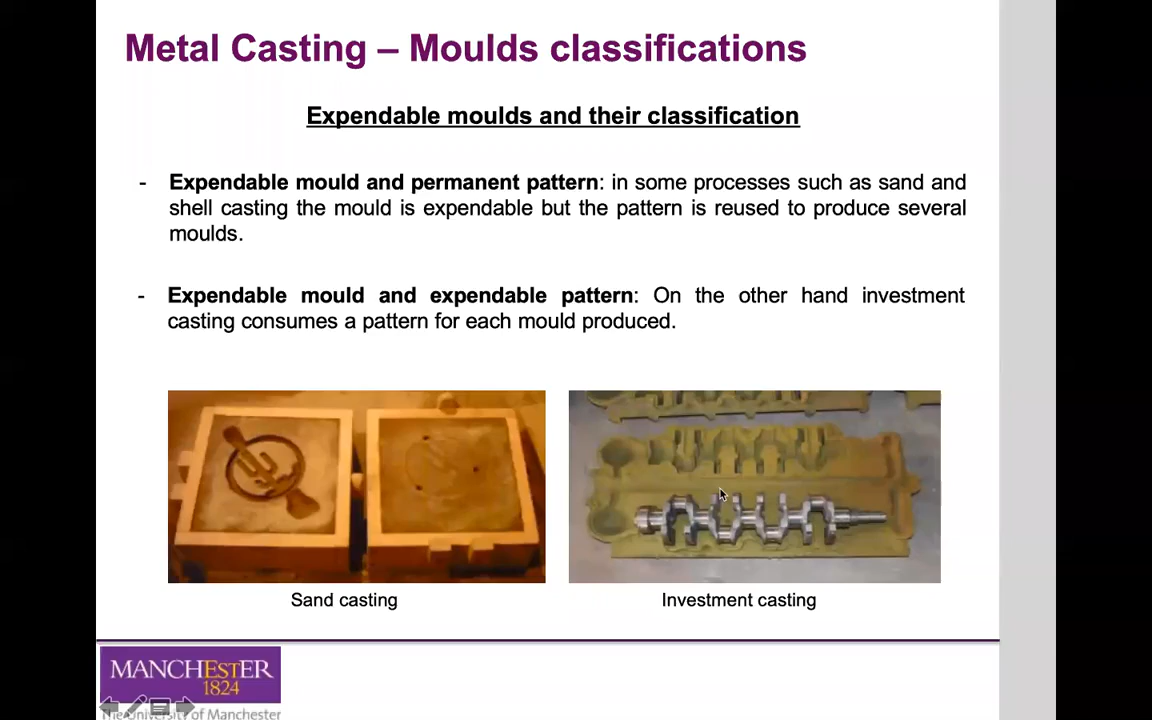 Metal Casting – Moulds classifications
Expendable moulds and their classification
- Expendable mould and permanent pattern: in some processes such as sand and
shell casting the mould is expendable but the pattern is reused to produce several
moulds.
- Expendable mould and expendable pattern: On the other hand investment
casting consumes a pattern for each mould produced.
Sand casting
Investment casting
MANCHESTER
1824
The University of Manchester